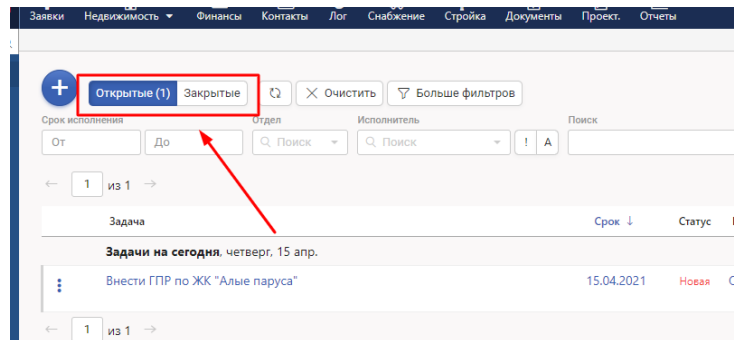 Заявки Недвижимость Финансы Контакты Лог Снабжение Стройка Документы Проект. Отчеты
Открытые (1) Закрытые Очистить Больше фильтров
Срок исполнения Отдел Исполнитель Поиск
От До Поиск Поиск ! A
← 1 из 1 →
Задача Срок ↓ Статус
Задачи на сегодня, четверг, 15 апр.
Внести ГПР по ЖК "Алые паруса" 15.04.2021 Новая
← 1 из 1 →